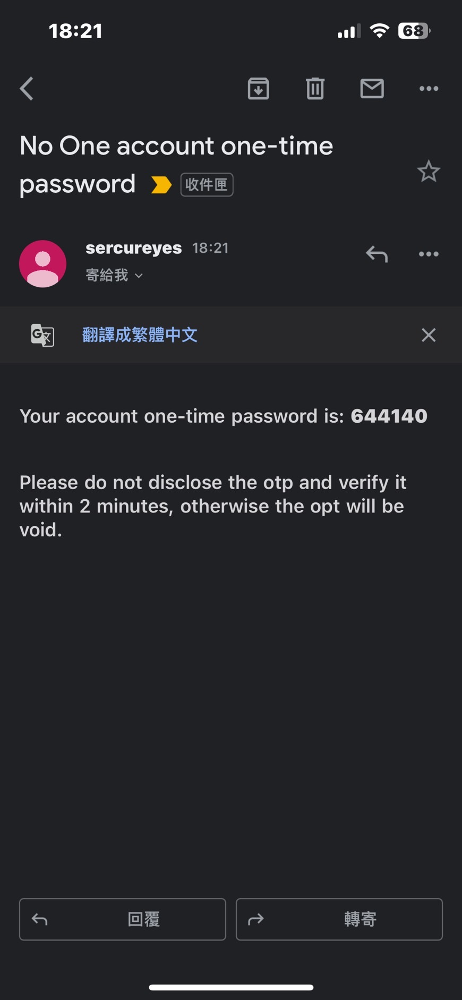 18:21
68
No One account one-time
password 收件匣
sercureyes 18:21
寄給我
翻譯成繁體中文
Your account one-time password is: 644140
Please do not disclose the otp and verify it
within 2 minutes, otherwise the opt will be
void.
回覆
轉寄